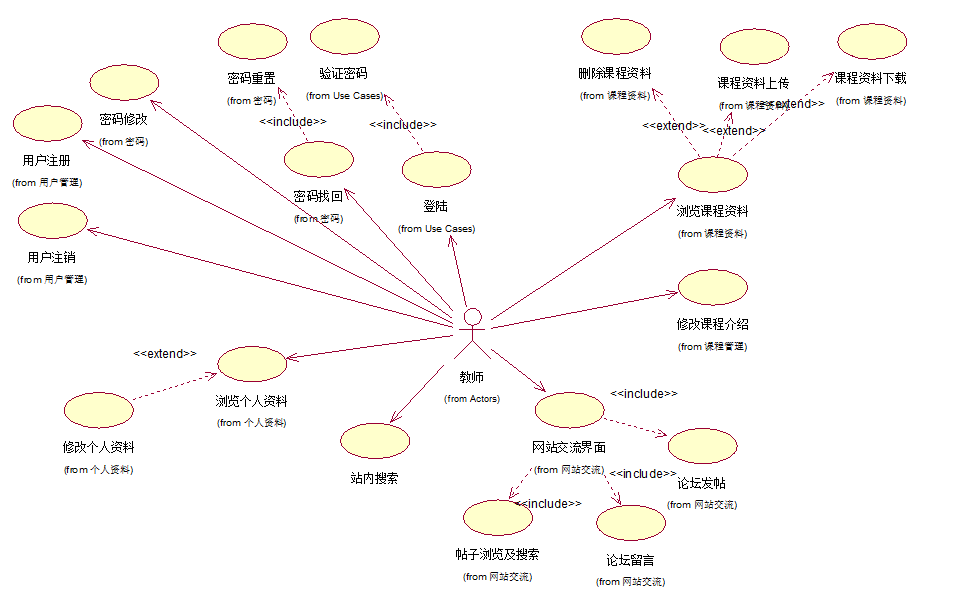 密码重置
(from 密码)
验证密码
(from Use Cases)
删除课程资料
(from 课程资料)
课程资料上传
(from 课程资料)
课程资料下载
(from 课程资料)
密码修改
(from 密码)
用户注册
(from 用户管理)
<<include>>
<<include>>
<<extend>>
<<extend>>
<<extend>>
密码找回
(from 密码)
登陆
(from Use Cases)
浏览课程资料
(from 课程资料)
用户注销
(from 用户管理)
修改课程介绍
(from 课程管理)
教师
(from Actors)
<<extend>>
浏览个人资料
(from 个人资料)
修改个人资料
(from 个人资料)
站内搜索
<<include>>
网站交流界面
(from 网站交流)
<<include>>
论坛发帖
(from 网站交流)
<<include>>
帖子浏览及搜索
(from 网站交流)
论坛留言
(from 网站交流)